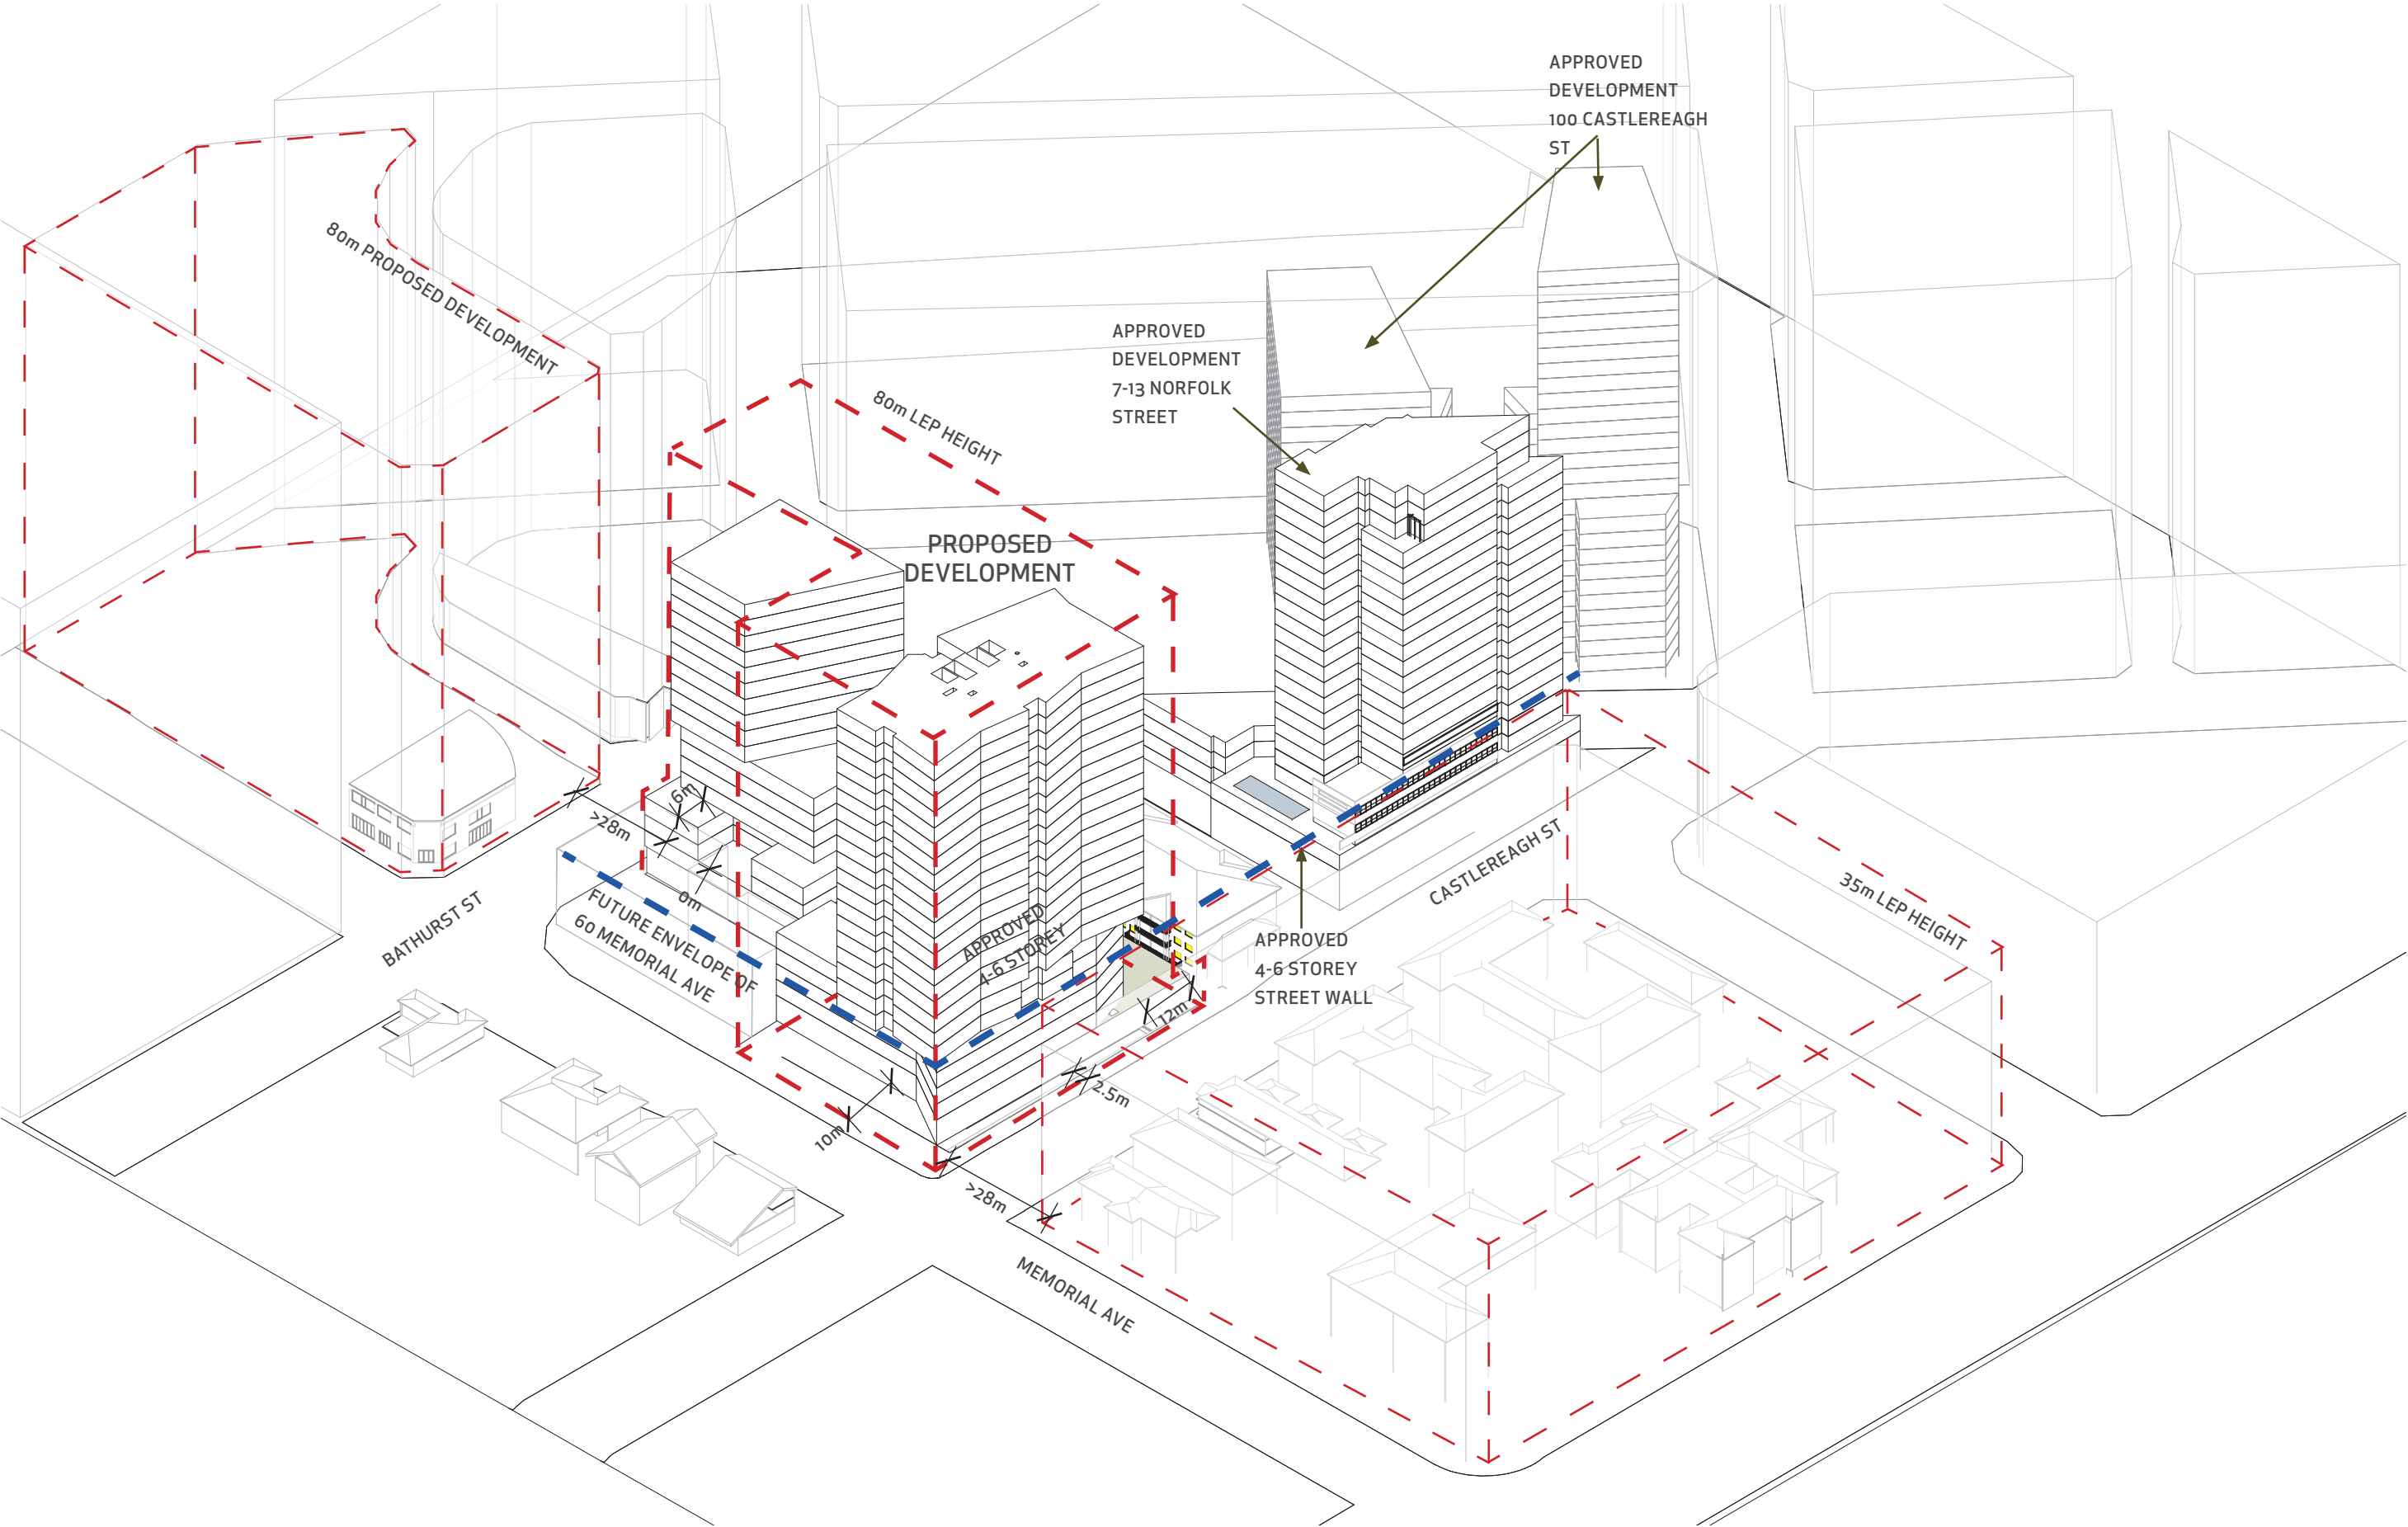 APPROVED
DEVELOPMENT
100 CASTLEREAGH
ST
80m PROPOSED DEVELOPMENT
APPROVED
DEVELOPMENT
7-13 NORFOLK
STREET
80m LEP HEIGHT
PROPOSED
DEVELOPMENT
6m
>28m
0m
FUTURE ENVELOPE OF
60 MEMORIAL AVE
BATHURST ST
APPROVED
4-6 STOREY
CASTLEREAGH ST
35m LEP HEIGHT
APPROVED
4-6 STOREY
STREET WALL
12m
2.5m
10m
>28m
MEMORIAL AVE